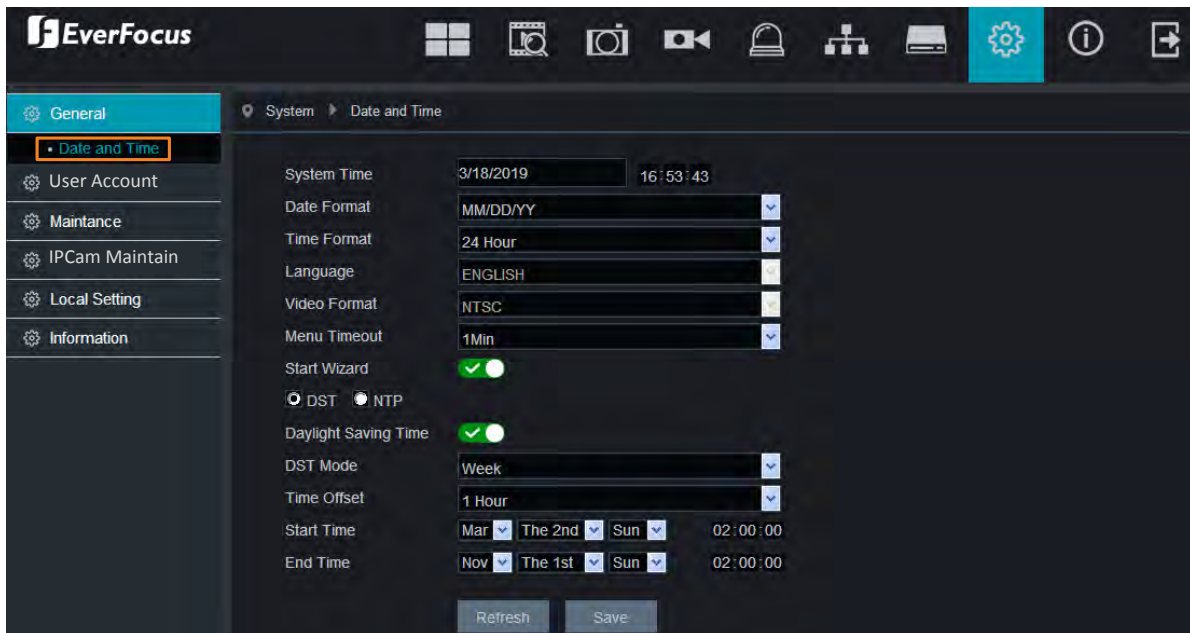 EverFocus
General
Date and Time
User Account
Maintance
IPCam Maintain
Local Setting
Information
System Date and Time
System Time 3/18/2019 16:53:43
Date Format MM/DD/YY
Time Format 24 Hour
Language ENGLISH
Video Format NTSC
Menu Timeout 1Min
Start Wizard
DST NTP
Daylight Saving Time
DST Mode Week
Time Offset 1 Hour
Start Time Mar The 2nd Sun 02:00:00
End Time Nov The 1st Sun 02:00:00
Refresh Save